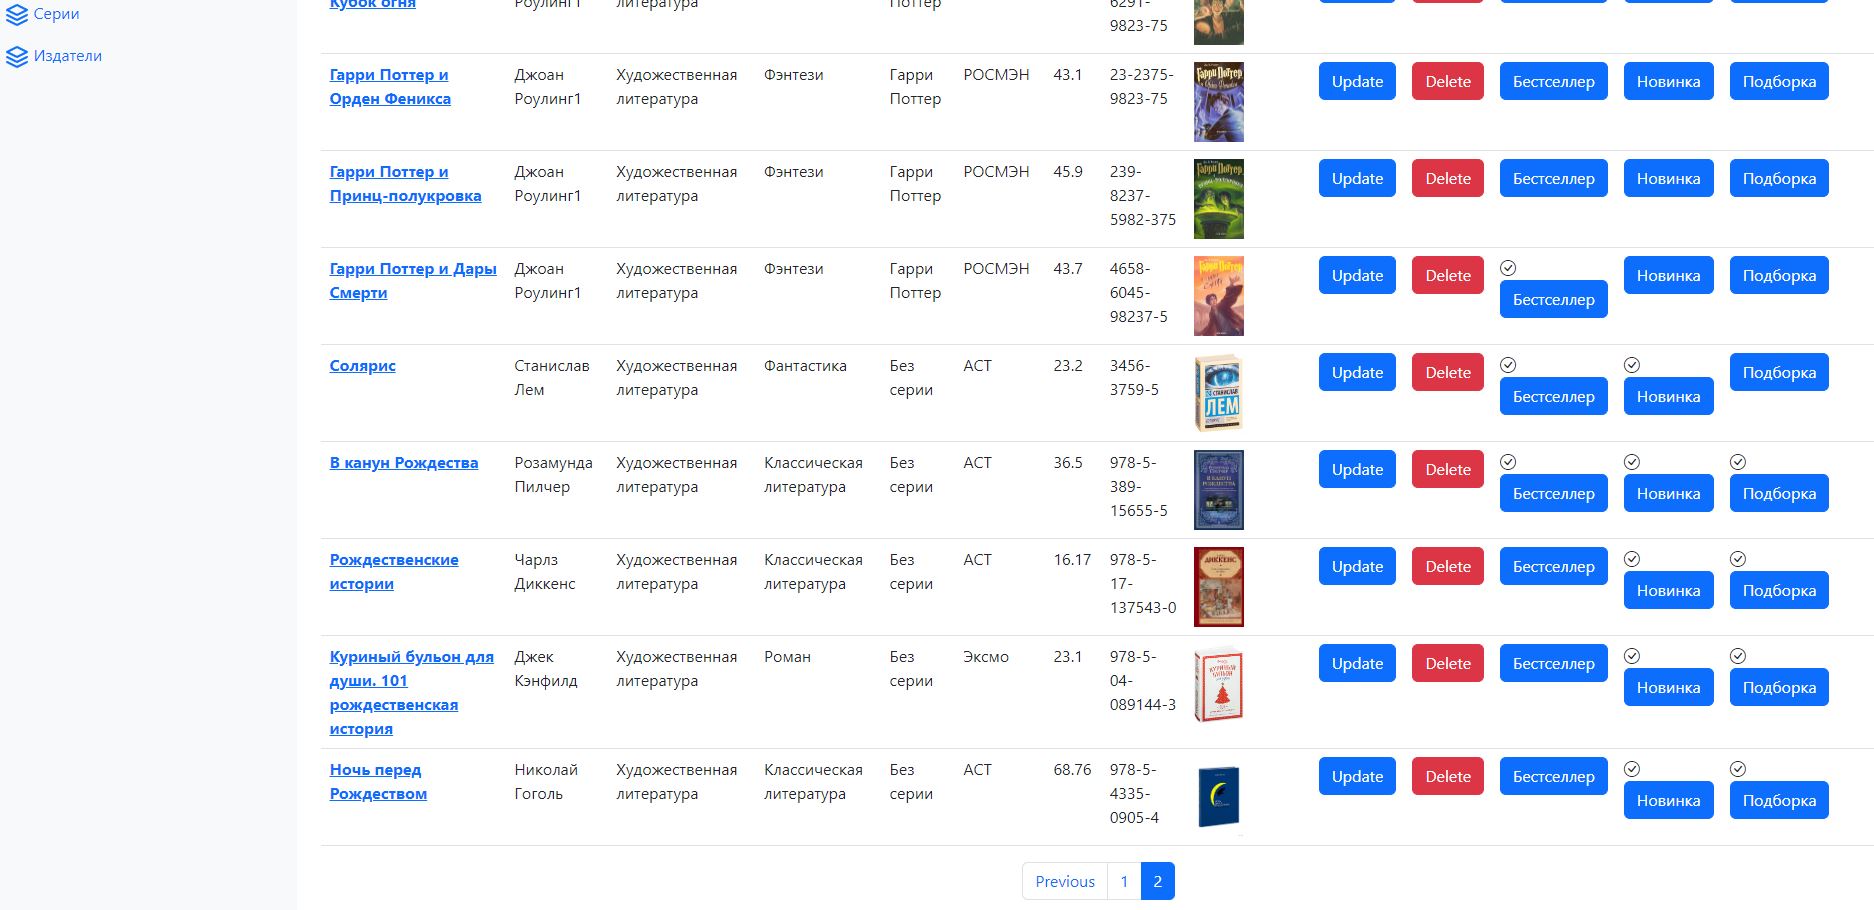 Серии
Издатели
Кубок огня Роулинг1 литература Поттер 6291-
9823-75
Гарри Поттер и Джоан Художественная Фэнтези Гарри РОСМЭН 43.1 23-2375- Update Delete Бестселлер Новинка Подборка
Орден Феникса Роулинг1 литература Поттер 9823-75
Гарри Поттер и Джоан Художественная Фэнтези Гарри РОСМЭН 45.9 239- Update Delete Бестселлер Новинка Подборка
Принц-полукровка Роулинг1 литература Поттер 8237-
5982-375
Гарри Поттер и Дары Джоан Художественная Фэнтези Гарри РОСМЭН 43.7 4658- Update Delete Новинка Подборка
Смерти Роулинг1 литература Поттер 6045- Бестселлер
98237-5
Солярис Станислав Художественная Фантастика Без АСТ 23.2 3456- Update Delete Подборка
Лем литература серии 3759-5 Бестселлер Новинка
СТАНИСЛАВ
ЛЕМ
В канун Рождества Розамунда Художественная Классическая Без АСТ 36.5 978-5- Update Delete
Пилчер литература литература серии 389- Бестселлер Новинка Подборка
15655-5
Рождественские Чарлз Художественная Классическая Без АСТ 16.17 978-5- ДИККЕНС Update Delete Бестселлер
истории Диккенс литература литература серии 17- Новинка Подборка
137543-0
Куриный бульон для Джек Художественная Роман Без Эксмо 23.1 978-5- Update Delete Бестселлер
души. 101 Кэнфилд литература серии 04- Новинка Подборка
рождественская 089144-3
история
Ночь перед Николай Художественная Классическая Без АСТ 68.76 978-5- Update Delete Бестселлер
Рождеством Гоголь литература литература серии 4335- Новинка Подборка
0905-4
Previous 1 2